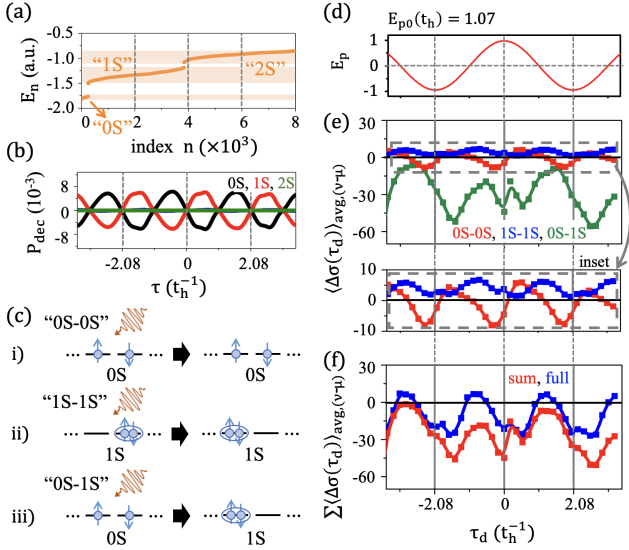 (a)
E_n (a.u.)
-0.5
-1.0
-1.5
-2.0
"1S"
"2S"
"0S"
0 2 4 6 8
index n (×10³)
(b)
P_dec (10⁻³)
8
0
-8
0S, 1S, 2S
-2.08 0 2.08
τ (t_h⁻¹)
(c)
"0S-0S"
i)
... ... ... ...
0S 0S
"1S-1S"
ii)
... ... ... ...
1S 1S
"0S-1S"
iii)
... ... ... ...
0S 1S
(d)
E_p0(t_h) = 1.07
E_p
1
0
1
(e)
⟨Δσ(τ_d)⟩_avg,(ν-μ)
30
0
-30
-60
0S-0S, 1S-1S, 0S-1S
inset
10
0
-10
(f)
∑⟨Δσ(τ_d)⟩_avg,(ν-μ)
30
0
-30
-60
sum, full
-2.08 0 2.08
τ_d (t_h⁻¹)